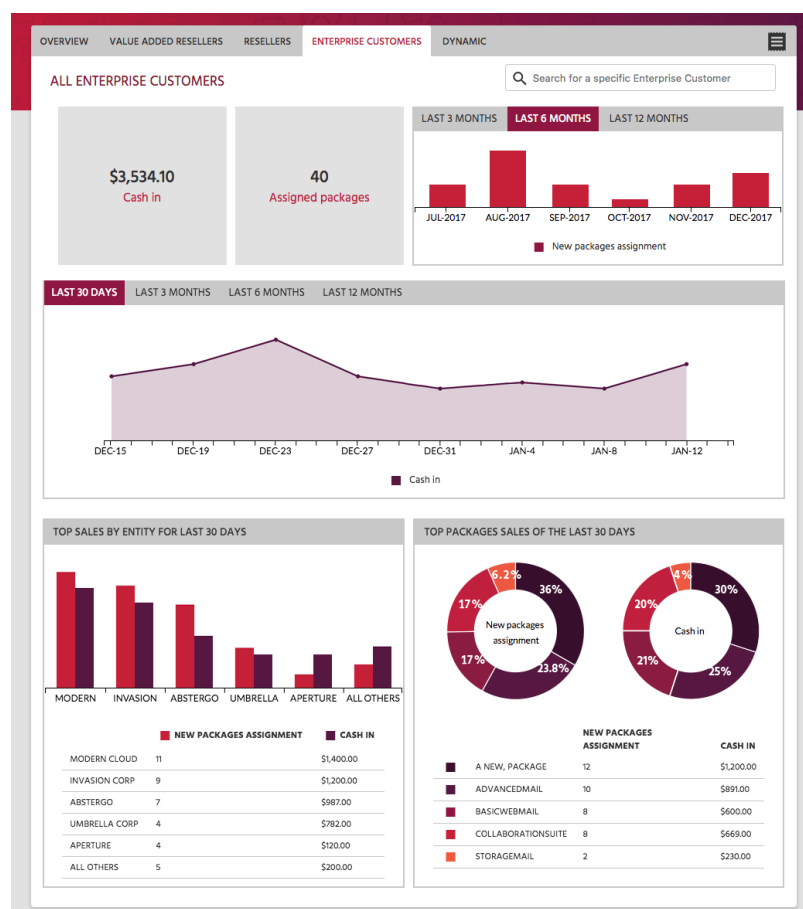 OVERVIEW VALUE ADDED RESELLERS RESELLERS ENTERPRISE CUSTOMERS DYNAMIC
ALL ENTERPRISE CUSTOMERS
Search for a specific Enterprise Customer
$3,534.10
Cash in
40
Assigned packages
LAST 3 MONTHS LAST 6 MONTHS LAST 12 MONTHS
JUL-2017 AUG-2017 SEP-2017 OCT-2017 NOV-2017 DEC-2017
New packages assignment
LAST 30 DAYS LAST 3 MONTHS LAST 6 MONTHS LAST 12 MONTHS
DEC-15 DEC-19 DEC-23 DEC-27 DEC-31 JAN-4 JAN-8 JAN-12
Cash in
TOP SALES BY ENTITY FOR LAST 30 DAYS
MODERN INVASION ABSTERGO UMBRELLA APERTURE ALL OTHERS
NEW PACKAGES ASSIGNMENT CASH IN
MODERN CLOUD 11 $1,400.00
INVASION CORP 9 $1,200.00
ABSTERGO 7 $987.00
UMBRELLA CORP 4 $782.00
APERTURE 4 $120.00
ALL OTHERS 5 $200.00
TOP PACKAGES SALES OF THE LAST 30 DAYS
6.2%
36%
17%
New packages
assignment
17%
23.8%
4%
30%
20%
Cash in
21%
25%
NEW PACKAGES
ASSIGNMENT CASH IN
A NEW, PACKAGE 12 $1,200.00
ADVANCEDMAIL 10 $891.00
BASICWEBMAIL 8 $600.00
COLLABORATIONSUITE 8 $669.00
STORAGEMAIL 2 $230.00